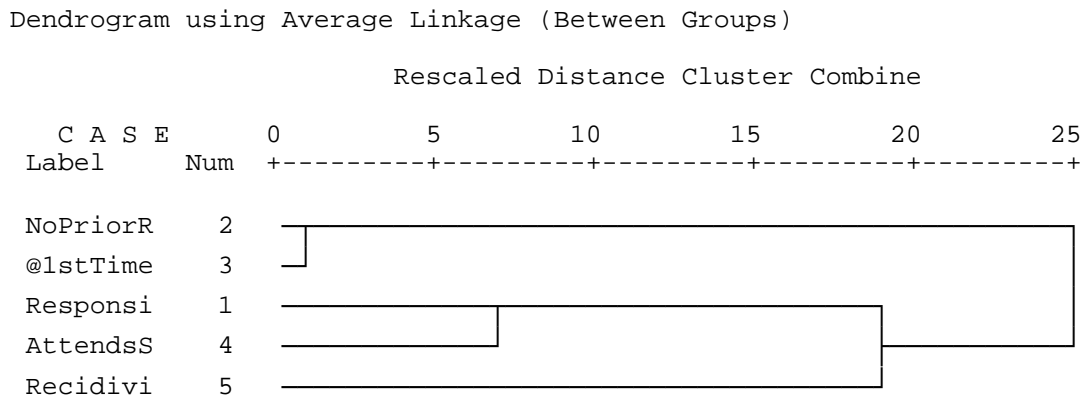 Dendrogram using Average Linkage (Between Groups)
Rescaled Distance Cluster Combine
C A S E 0 5 10 15 20 25
Label Num +---------+---------+---------+---------+---------+
NoPriorR 2
@1stTime 3
Responsi 1
AttendsS 4
Recidivi 5